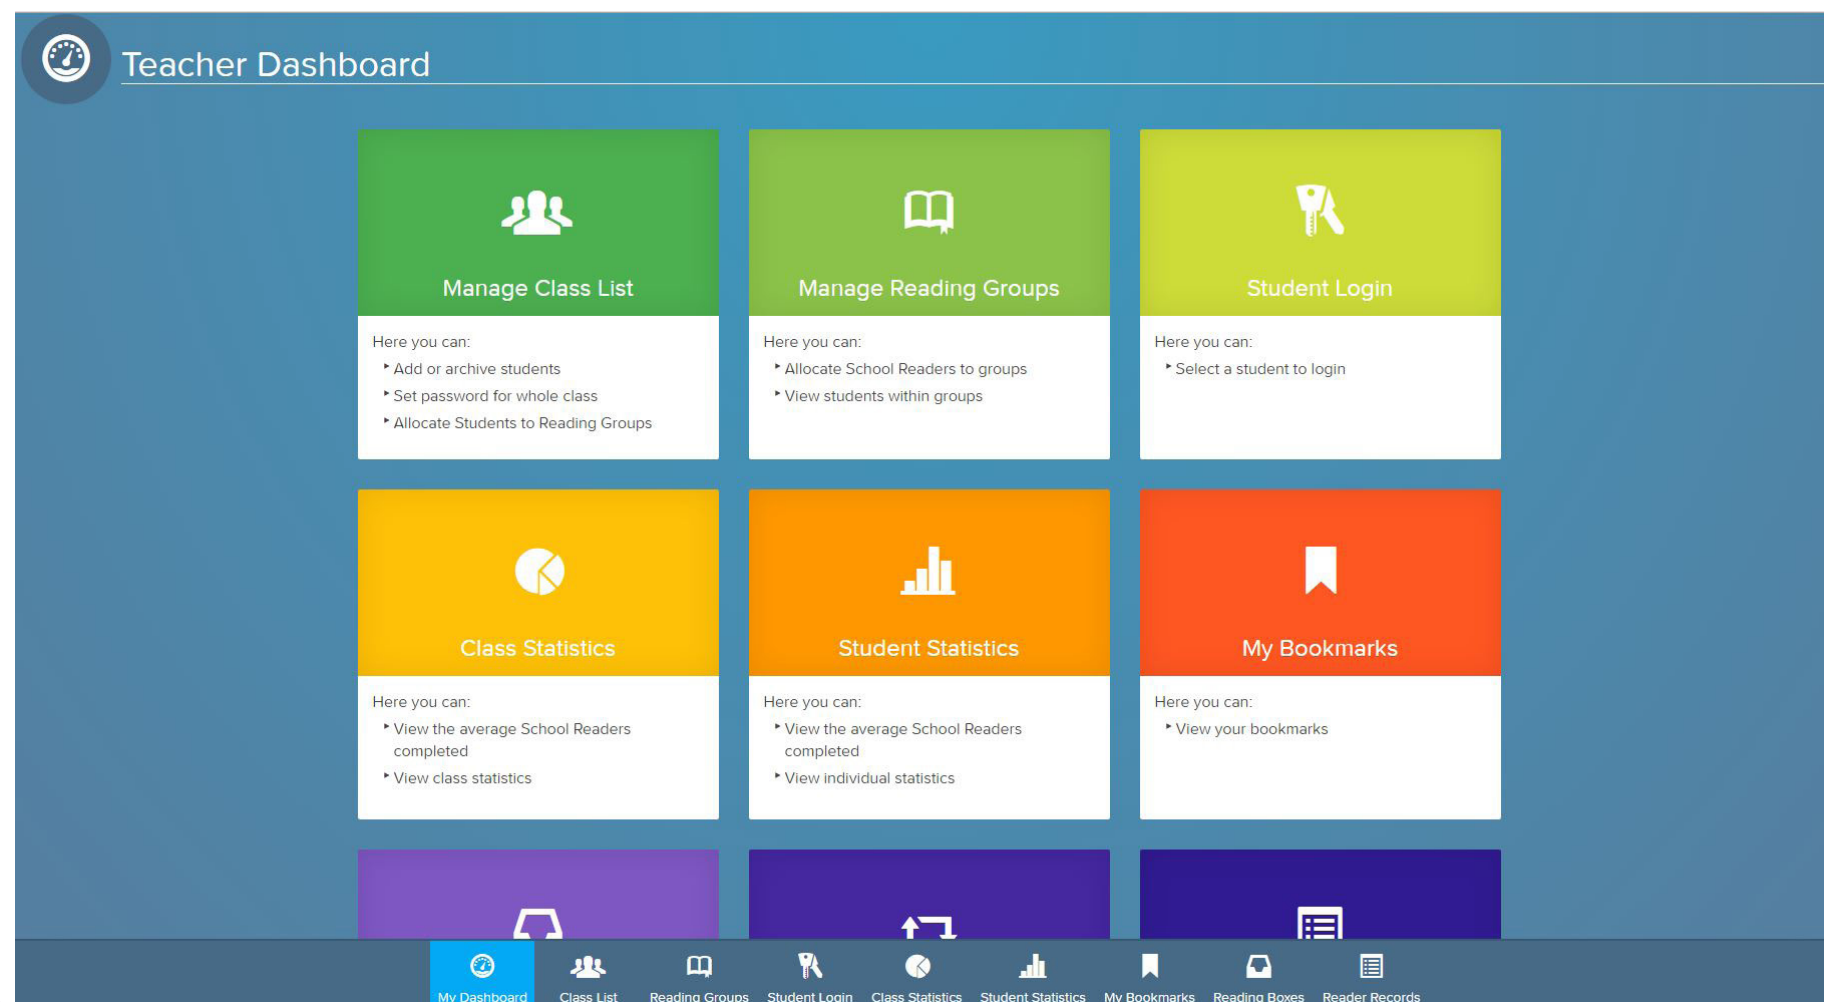 Teacher Dashboard
Manage Class List
Here you can:
Add or archive students
Set password for whole class
Allocate Students to Reading Groups
Manage Reading Groups
Here you can:
Allocate School Readers to groups
View students within groups
Student Login
Here you can:
Select a student to login
Class Statistics
Here you can:
View the average School Readers
completed
View class statistics
Student Statistics
Here you can:
View the average School Readers
completed
View individual statistics
My Bookmarks
Here you can:
View your bookmarks
My Dashboard
Class List
Reading Groups
Student Login
Class Statistics
Student Statistics
My Bookmarks
Reading Boxes
Reader Records